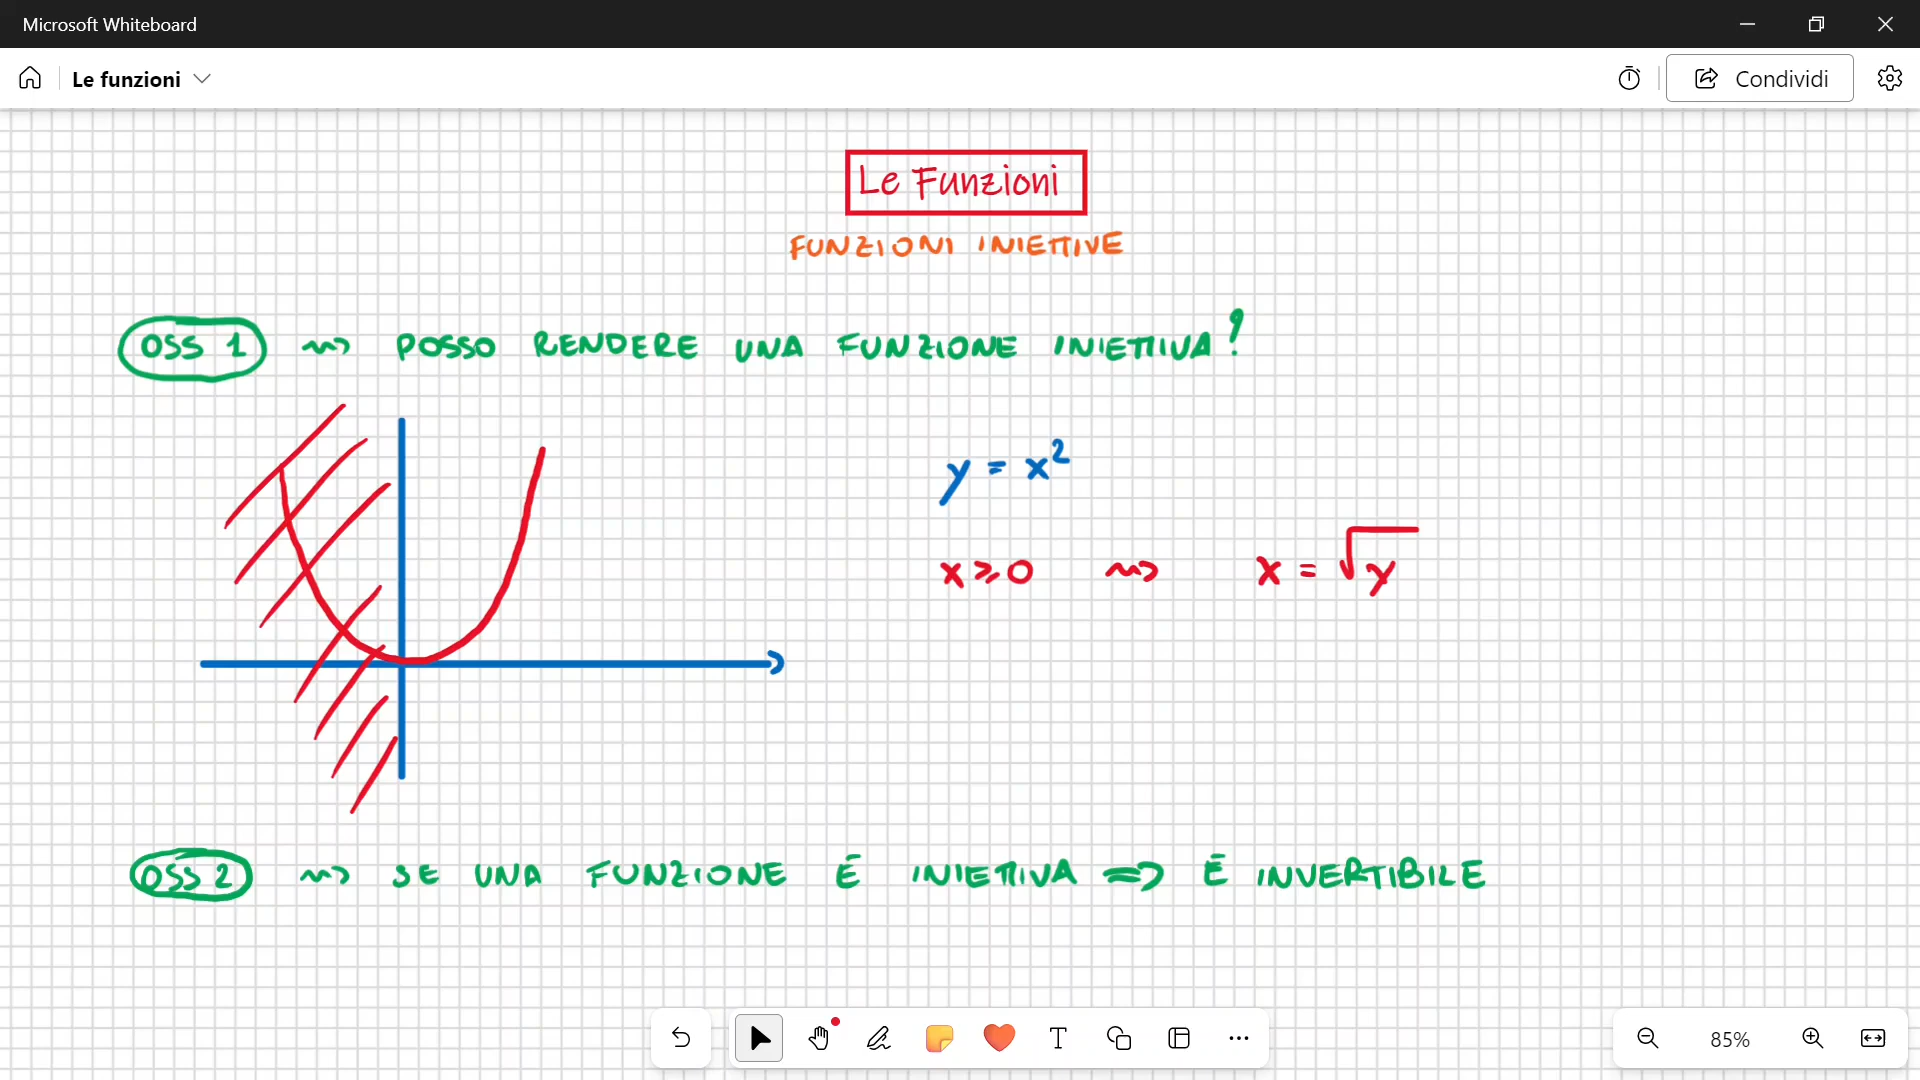 Microsoft Whiteboard
Le funzioni
Condividi
Le Funzioni
FUNZIONI INIETTIVE
OSS 1 ⇝ POSSO RENDERE UNA FUNZIONE INIETTIVA?
y = x²
x ⩾ 0 ⇝ x = √y
OSS 2 ⇝ SE UNA FUNZIONE É INIETTIVA ⇒ É INVERTIBILE
85%